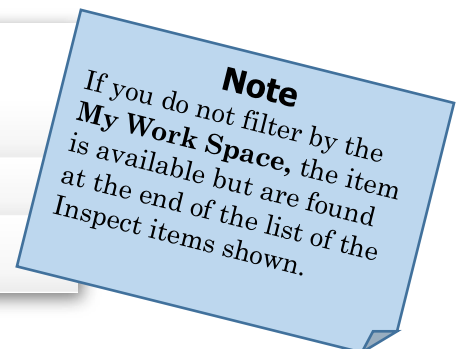 Note
If you do not filter by the
My Work Space, the item
is available but are found
at the end of the list of the
Inspect items shown.